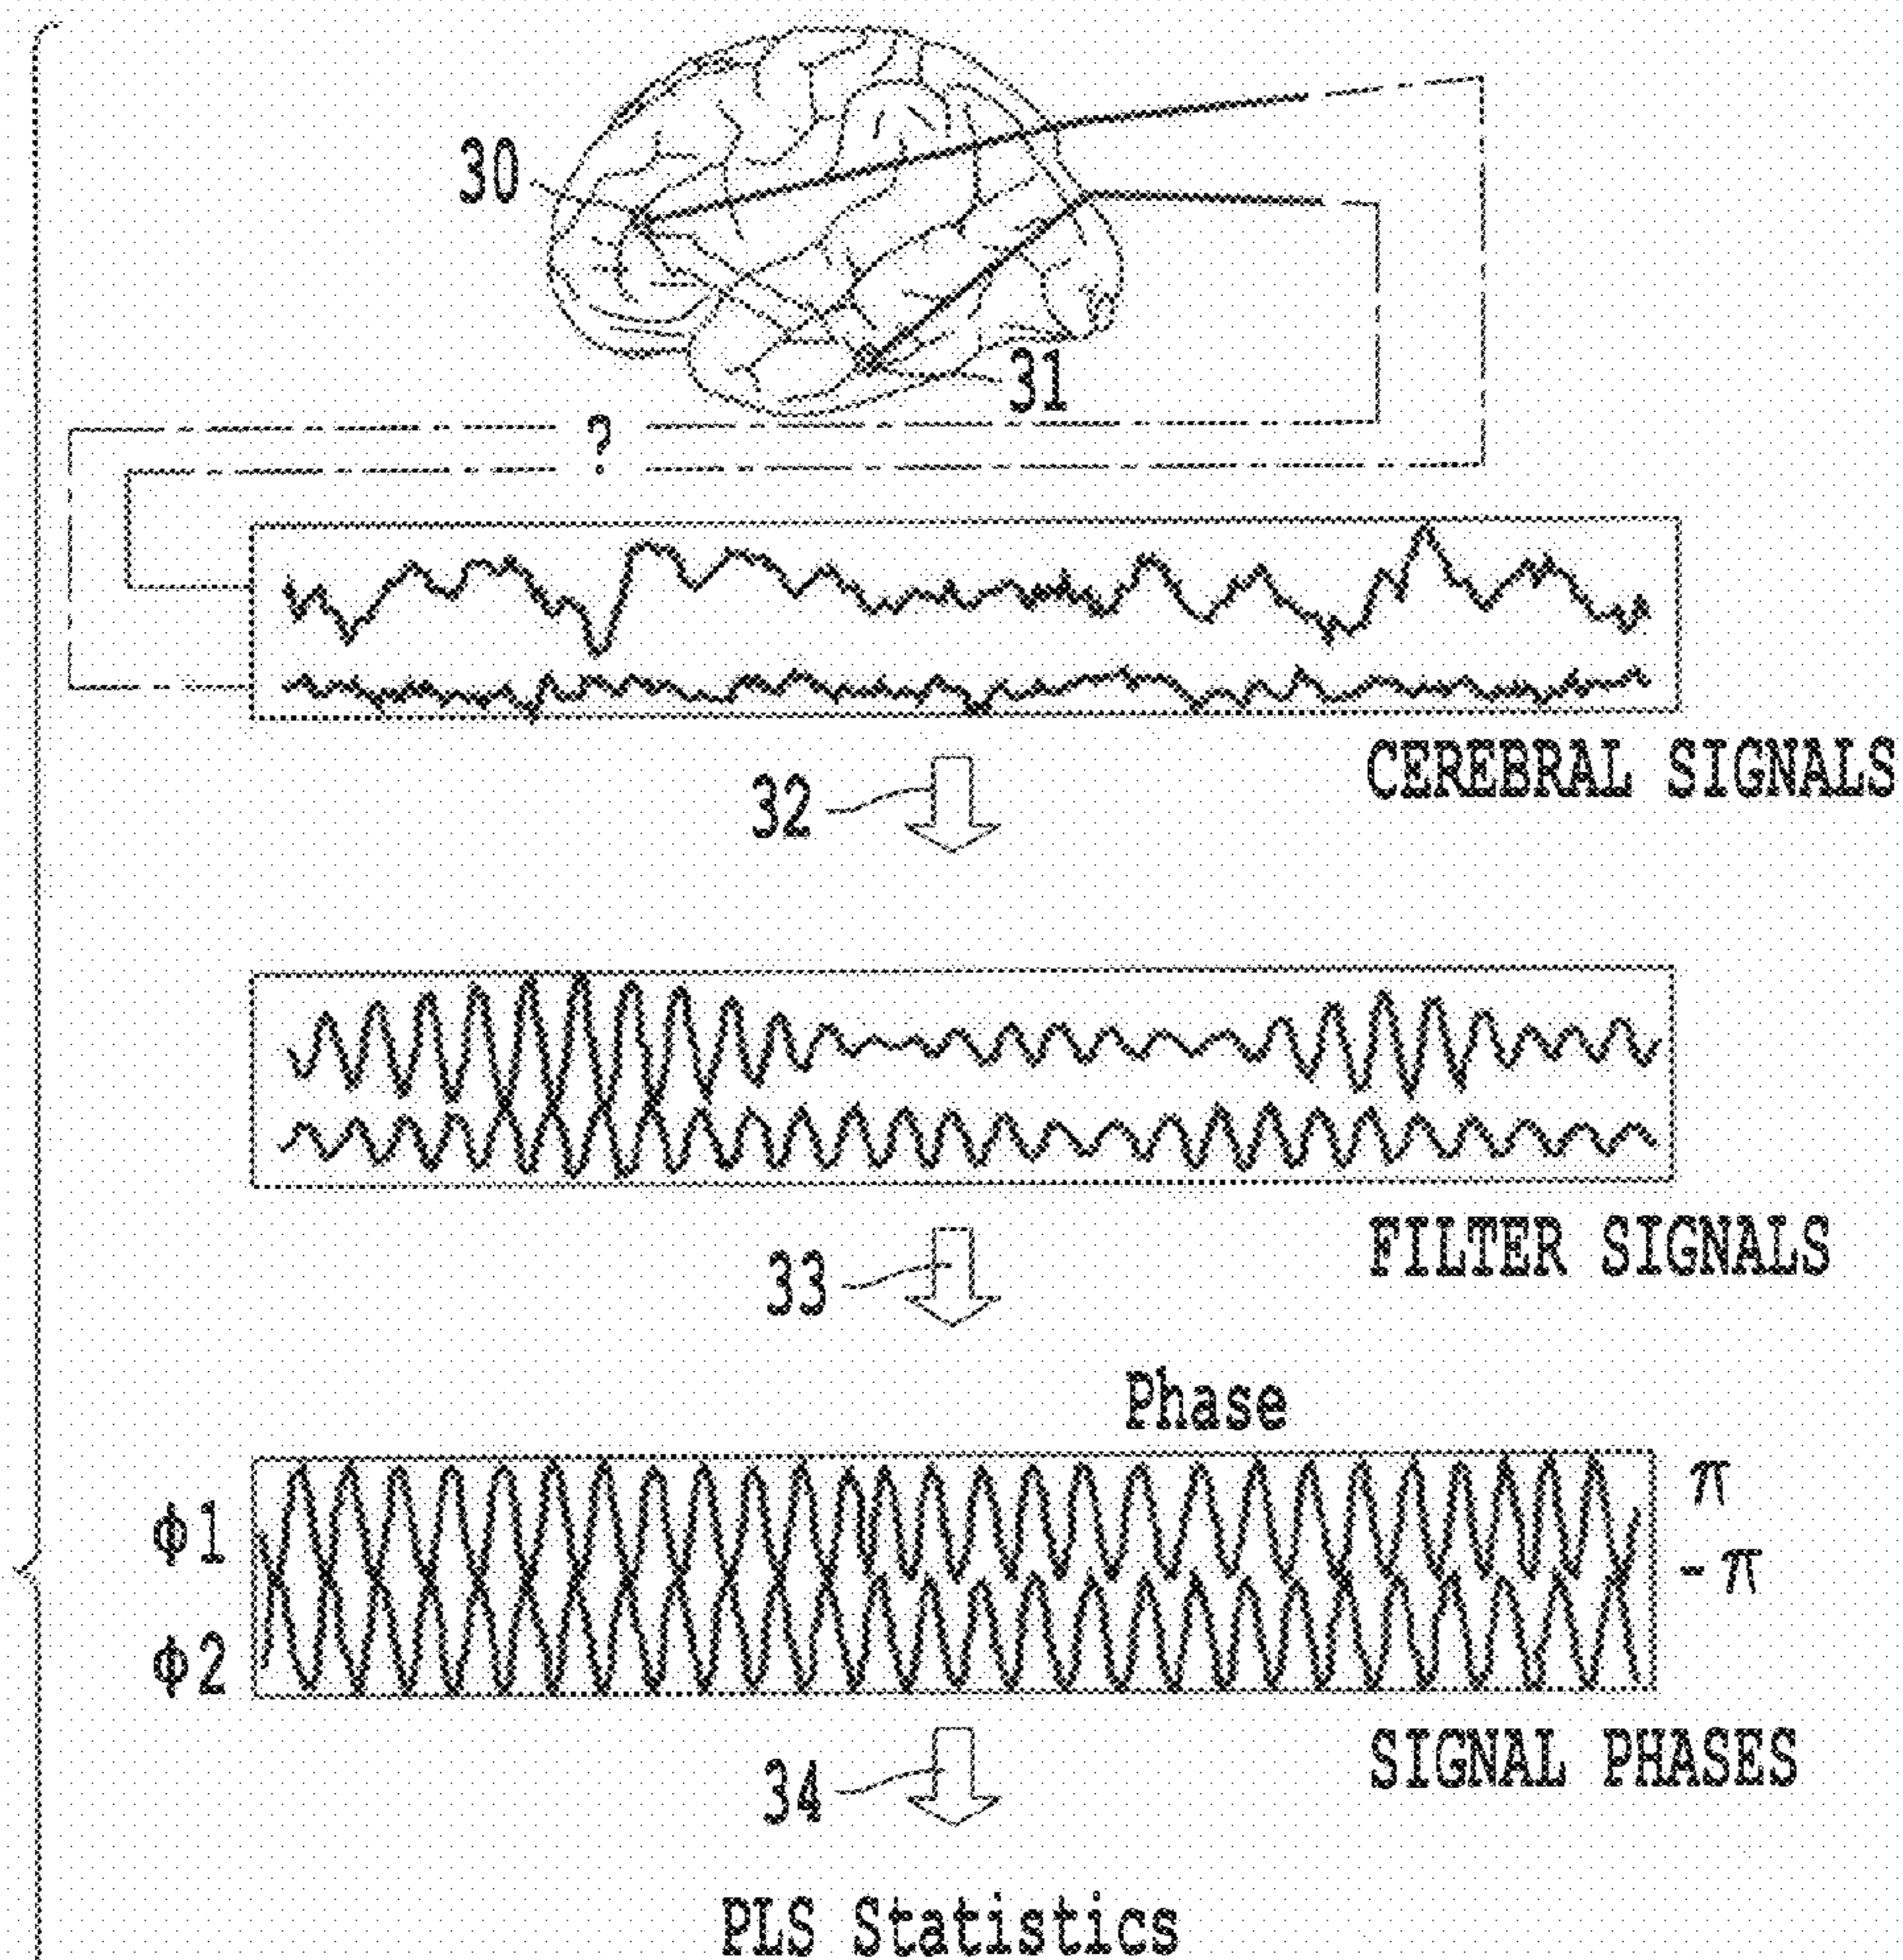 30
31
?
CEREBRAL SIGNALS
32
FILTER SIGNALS
33
Phase
π
Φ1
-π
Φ2
SIGNAL PHASES
34
PLS Statistics